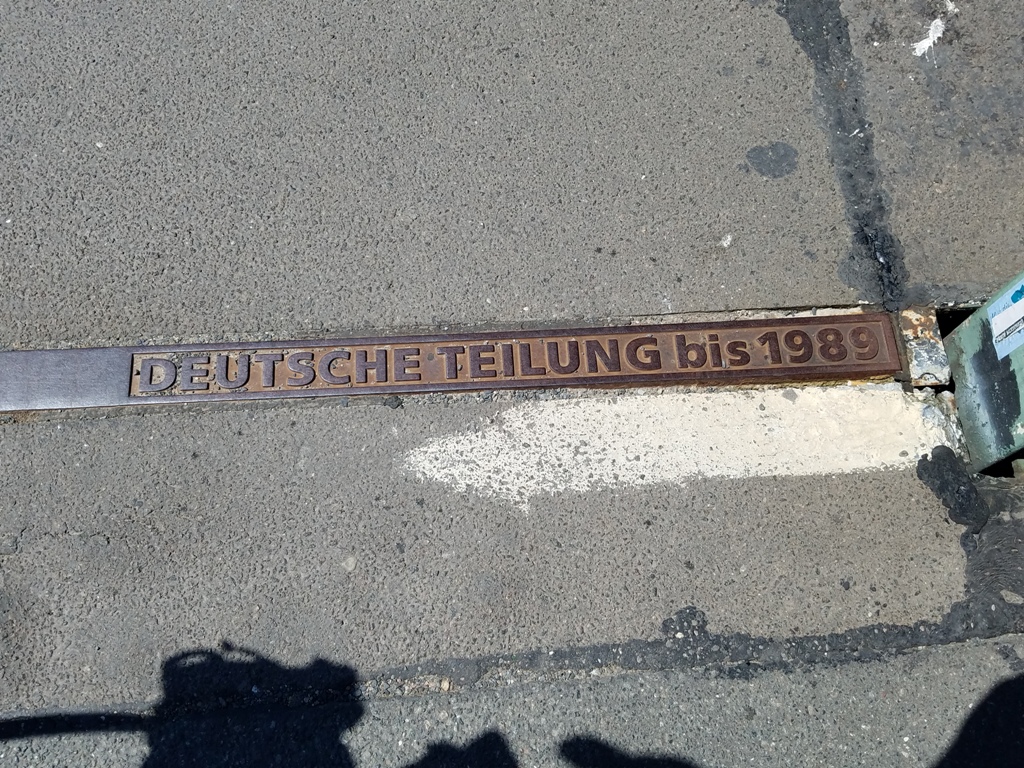 DEUTSCHE TEILUNG bis 1989